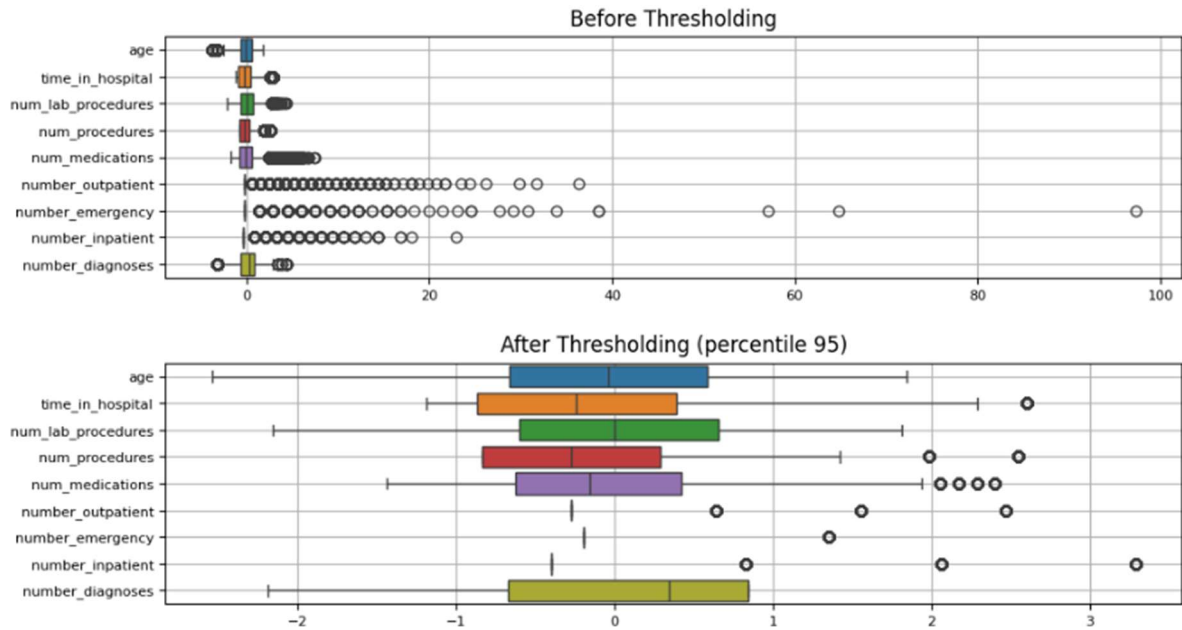 Before Thresholding
age
time_in_hospital
num_lab_procedures
num_procedures
num_medications
number_outpatient
number_emergency
number_inpatient
number_diagnoses
0 20 40 60 80 100
After Thresholding (percentile 95)
age
time_in_hospital
num_lab_procedures
num_procedures
num_medications
number_outpatient
number_emergency
number_inpatient
number_diagnoses
−2 −1 0 1 2 3